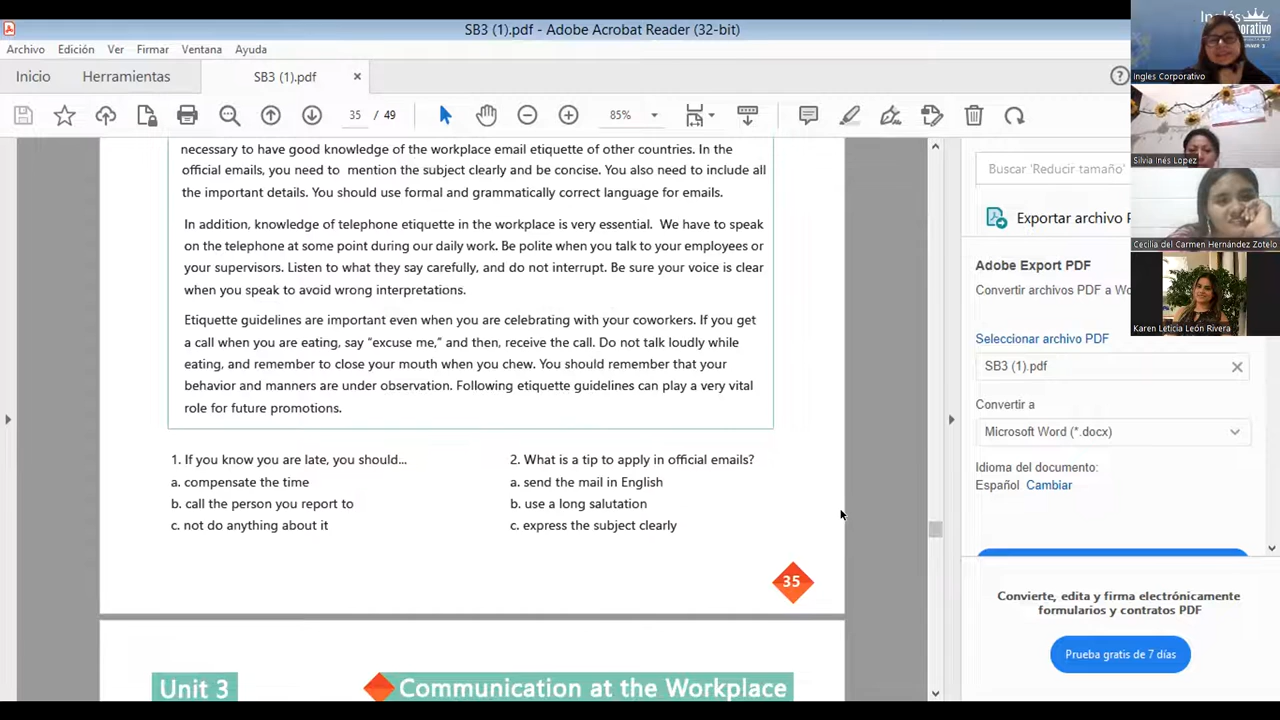 SB3 (1).pdf - Adobe Acrobat Reader (32-bit)
Archivo Edición Ver Firmar Ventana Ayuda
Inicio Herramientas SB3 (1).pdf
35 / 49 85%
necessary to have good knowledge of the workplace email etiquette of other countries. In the
official emails, you need to mention the subject clearly and be concise. You also need to include all
the important details. You should use formal and grammatically correct language for emails.
In addition, knowledge of telephone etiquette in the workplace is very essential. We have to speak
on the telephone at some point during our daily work. Be polite when you talk to your employees or
your supervisors. Listen to what they say carefully, and do not interrupt. Be sure your voice is clear
when you speak to avoid wrong interpretations.
Etiquette guidelines are important even when you are celebrating with your coworkers. If you get
a call when you are eating, say “excuse me,” and then, receive the call. Do not talk loudly while
eating, and remember to close your mouth when you chew. You should remember that your
behavior and manners are under observation. Following etiquette guidelines can play a very vital
role for future promotions.
1. If you know you are late, you should...
a. compensate the time
b. call the person you report to
c. not do anything about it
2. What is a tip to apply in official emails?
a. send the mail in English
b. use a long salutation
c. express the subject clearly
35
Unit 3 Communication at the Workplace
Buscar 'Reducir tamaño'
Exportar archivo P
Adobe Export PDF
Convertir archivos PDF a Wo
Seleccionar archivo PDF
SB3 (1).pdf
Convertir a
Microsoft Word (*.docx)
Idioma del documento:
Español Cambiar
Convierte, edita y firma electrónicamente
formularios y contratos PDF
Prueba gratis de 7 días
Ingles Corporativo
Silvia Inés Lopez
Cecilia del Carmen Hernández Zotelo
Karen Leticia León Rivera